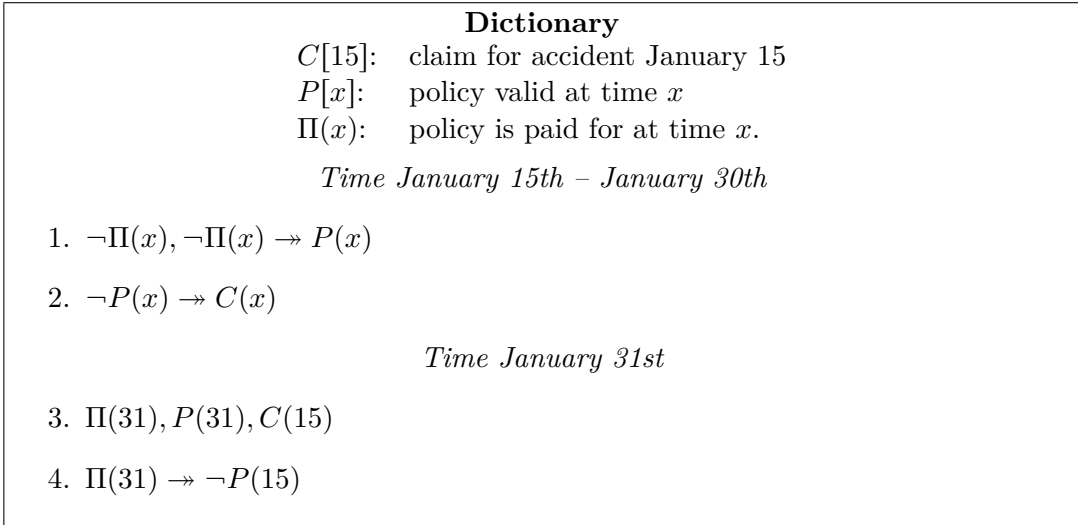 Dictionary
C[15]: claim for accident January 15
P[x]: policy valid at time x
Π(x): policy is paid for at time x.
Time January 15th – January 30th
1. ¬Π(x), ¬Π(x) ↠ P(x)
2. ¬P(x) ↠ C(x)
Time January 31st
3. Π(31), P(31), C(15)
4. Π(31) ↠ ¬P(15)